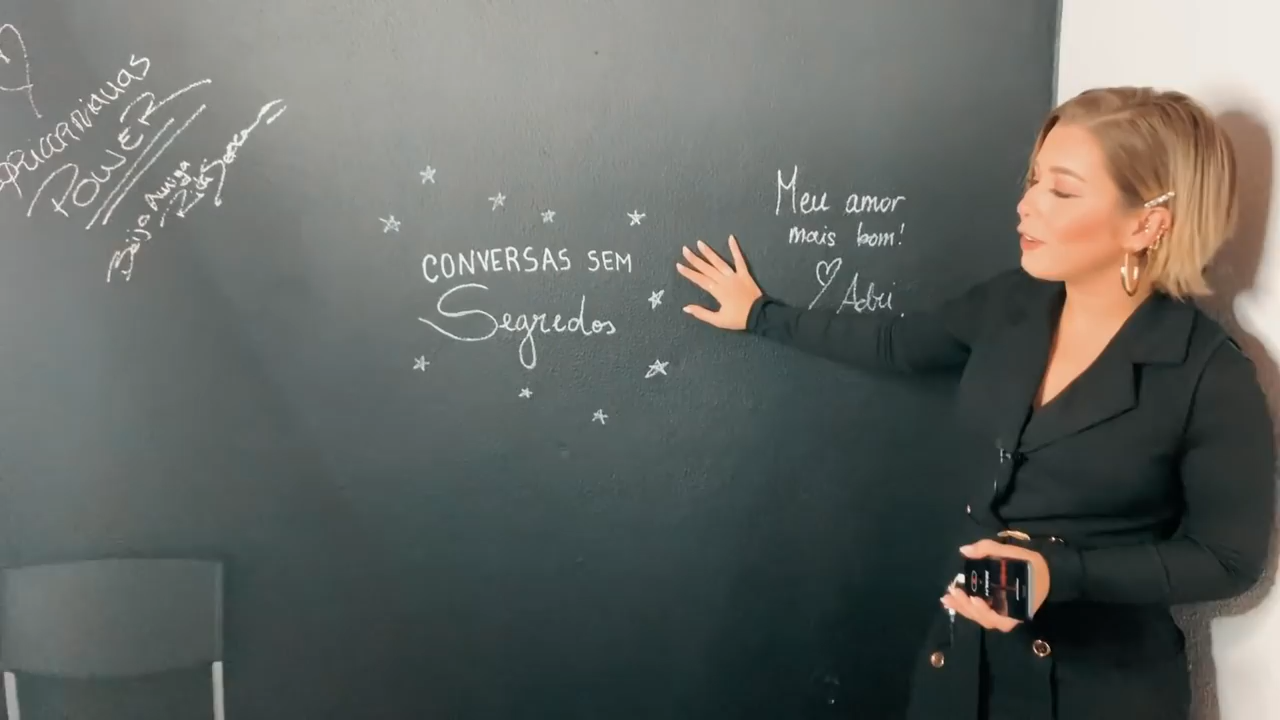 POWER
Beijo Amiga
CONVERSAS SEM
Segredos
Meu amor
mais bom!
Adri